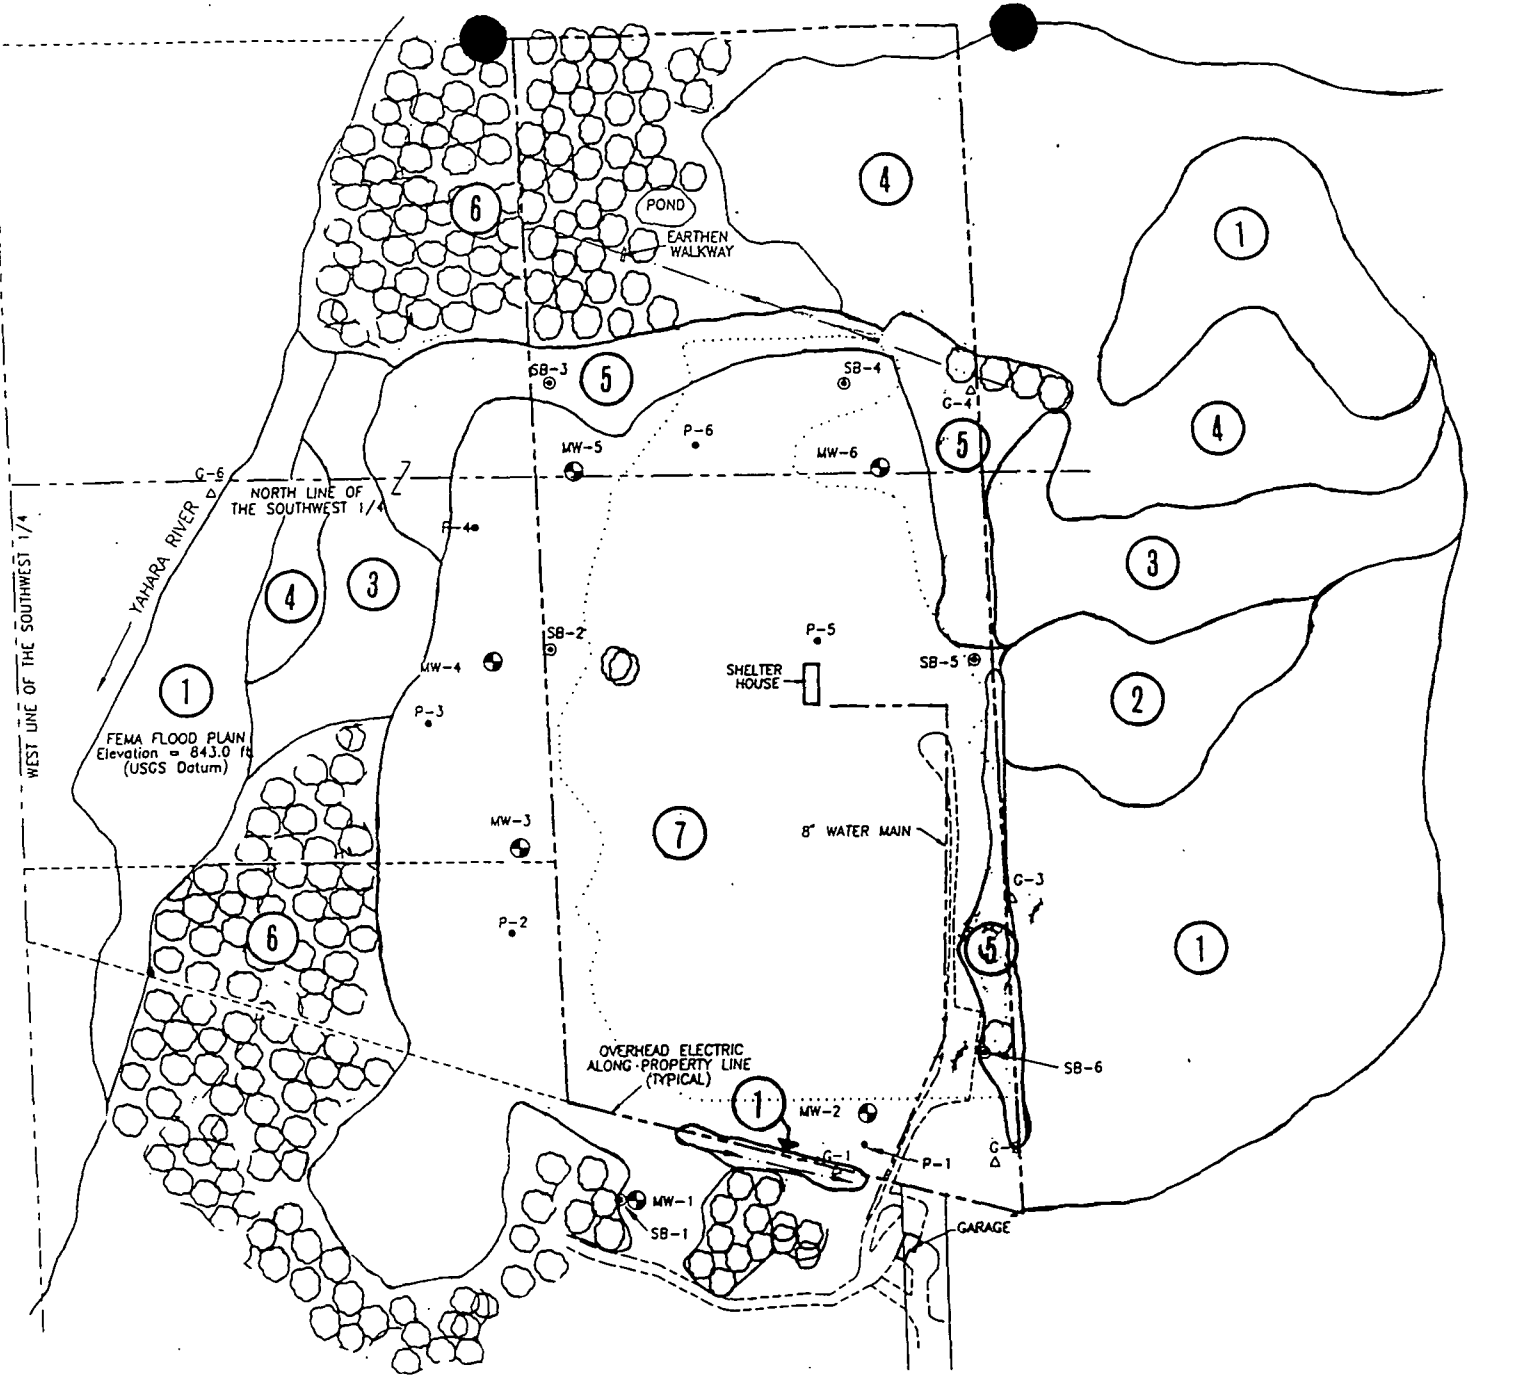 4
6
1
POND
EARTHEN
WALKWAY
SB-3
5
SB-4
G-4
4
P-6
MW-5
MW-6
5
G-6
NORTH LINE OF
THE SOUTHWEST 1/4
P-4
WEST LINE OF THE SOUTHWEST 1/4
YAHARA RIVER
4
3
3
SB-2
P-5
MW-4
SB-5
SHELTER
HOUSE
1
2
P-3
FEMA FLOOD PLAIN
Elevation = 843.0 ft
(USGS Datum)
MW-3
7
8" WATER MAIN
G-3
P-2
6
5
1
OVERHEAD ELECTRIC
ALONG PROPERTY LINE
(TYPICAL)
SB-6
1
MW-2
G-1
P-1
G-
MW-1
SB-1
GARAGE